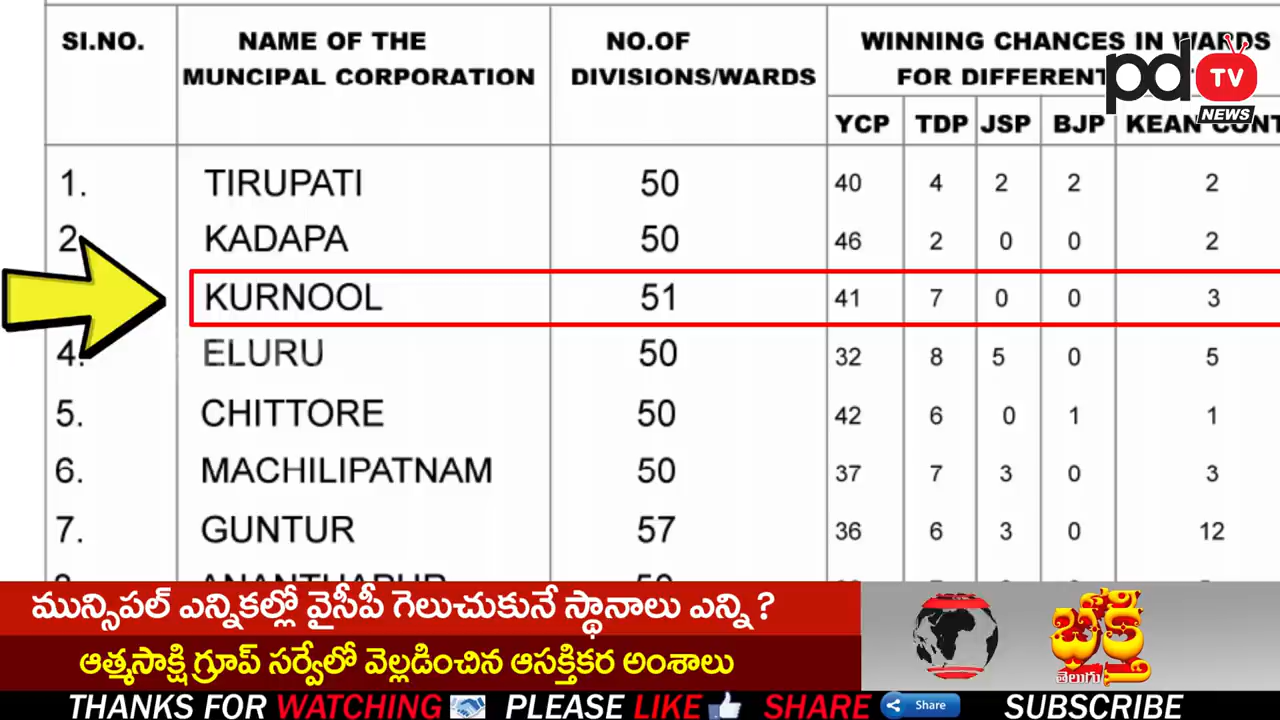 SI.NO. NAME OF THE MUNCIPAL CORPORATION NO.OF DIVISIONS/WARDS WINNING CHANCES IN WARDS FOR DIFFERENT
pd TV NEWS
YCP TDP JSP BJP KEAN CONT
1. TIRUPATI 50 40 4 2 2 2
2 KADAPA 50 46 2 0 0 2
KURNOOL 51 41 7 0 0 3
4. ELURU 50 32 8 5 0 5
5. CHITTORE 50 42 6 0 1 1
6. MACHILIPATNAM 50 37 7 3 0 3
7. GUNTUR 57 36 6 3 0 12
మున్సిపల్ ఎన్నికల్లో వైసీపీ గెలుచుకునే స్థానాలు ఎన్ని ?
ఆత్మసాక్షి గ్రూప్ సర్వేలో వెల్లడించిన ఆసక్తికర అంశాలు
భక్తి
తెలుగు
THANKS FOR WATCHING PLEASE LIKE SHARE Share SUBSCRIBE